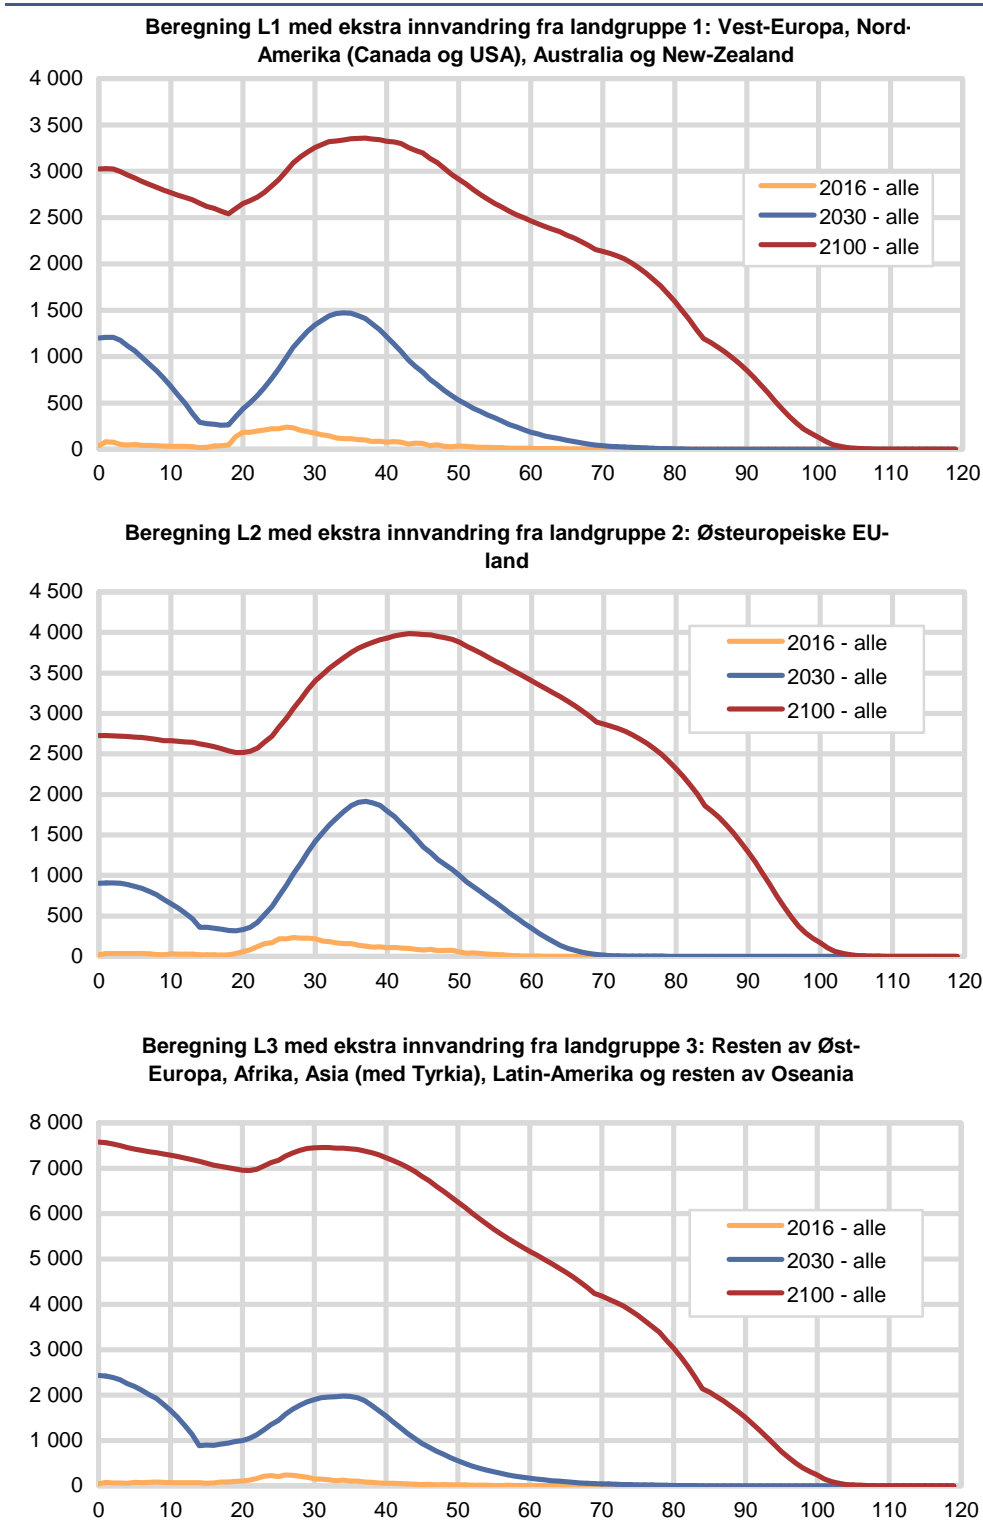 Beregning L1 med ekstra innvandring fra landgruppe 1: Vest-Europa, Nord-
Amerika (Canada og USA), Australia og New-Zealand
4 000
3 500
3 000
2 500
2 000
1 500
1 000
500
0
2016 - alle
2030 - alle
2100 - alle
0 10 20 30 40 50 60 70 80 90 100 110 120
Beregning L2 med ekstra innvandring fra landgruppe 2: Østeuropeiske EU-
land
4 500
4 000
3 500
3 000
2 500
2 000
1 500
1 000
500
0
2016 - alle
2030 - alle
2100 - alle
0 10 20 30 40 50 60 70 80 90 100 110 120
Beregning L3 med ekstra innvandring fra landgruppe 3: Resten av Øst-
Europa, Afrika, Asia (med Tyrkia), Latin-Amerika og resten av Oseania
8 000
7 000
6 000
5 000
4 000
3 000
2 000
1 000
0
2016 - alle
2030 - alle
2100 - alle
0 10 20 30 40 50 60 70 80 90 100 110 120